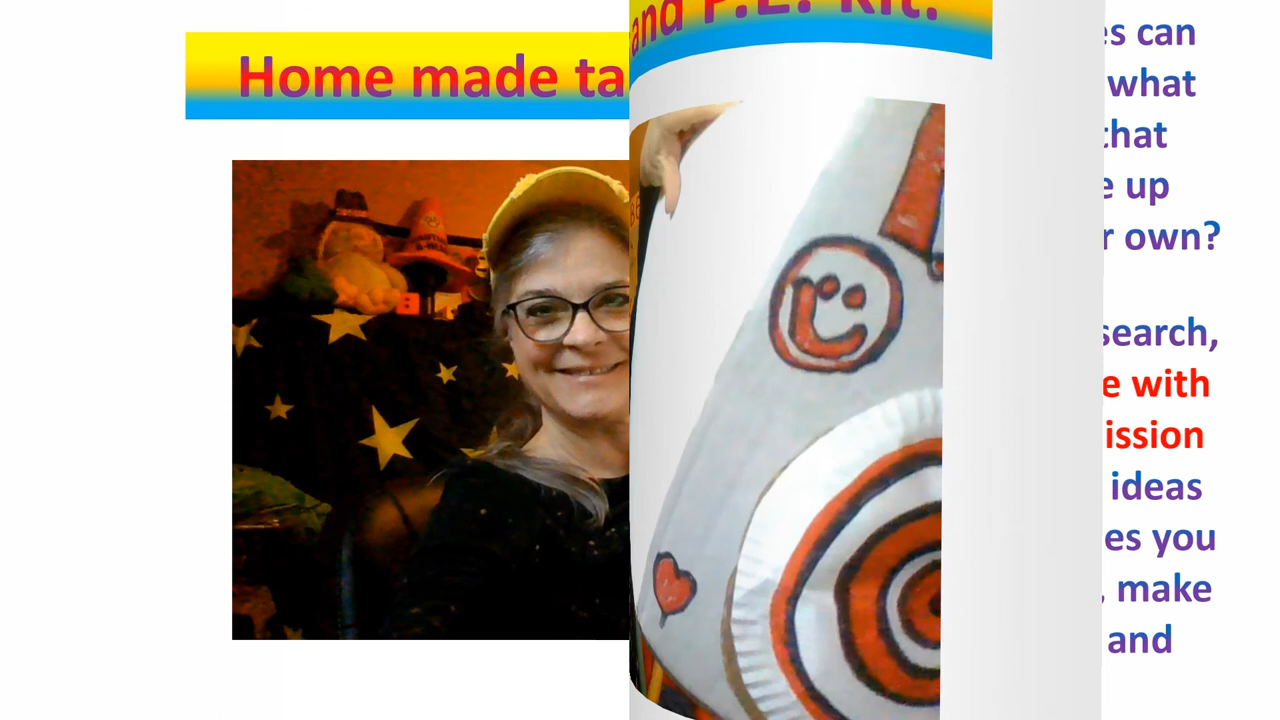 Home made ta
and P.E. Kit.
es can
what
that
e up
r own?
search,
e with
ission
ideas
es you
, make
and